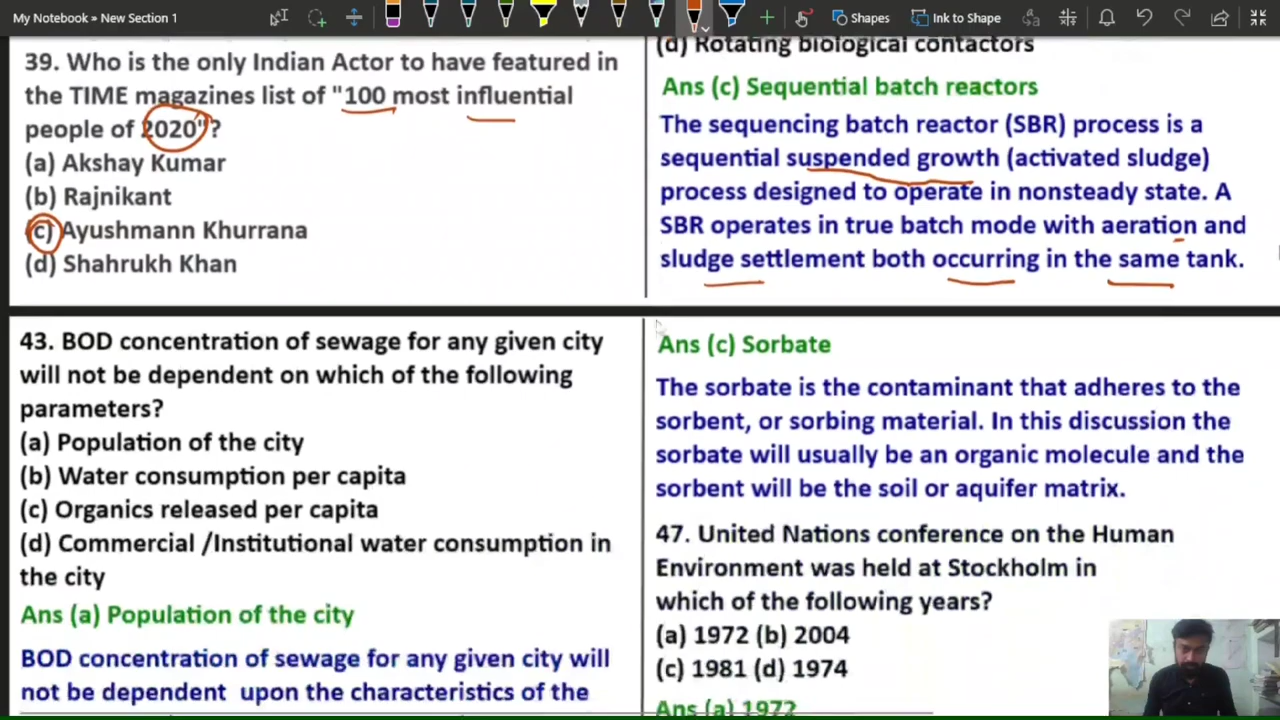 My Notebook » New Section 1
Shapes
Ink to Shape
39. Who is the only Indian Actor to have featured in
the TIME magazines list of "100 most influential
people of 2020"?
(a) Akshay Kumar
(b) Rajnikant
(c) Ayushmann Khurrana
(d) Shahrukh Khan
(d) Rotating biological contactors
Ans (c) Sequential batch reactors
The sequencing batch reactor (SBR) process is a
sequential suspended growth (activated sludge)
process designed to operate in nonsteady state. A
SBR operates in true batch mode with aeration and
sludge settlement both occurring in the same tank.
43. BOD concentration of sewage for any given city
will not be dependent on which of the following
parameters?
(a) Population of the city
(b) Water consumption per capita
(c) Organics released per capita
(d) Commercial /Institutional water consumption in
the city
Ans (a) Population of the city
BOD concentration of sewage for any given city will
not be dependent upon the characteristics of the
Ans (c) Sorbate
The sorbate is the contaminant that adheres to the
sorbent, or sorbing material. In this discussion the
sorbate will usually be an organic molecule and the
sorbent will be the soil or aquifer matrix.
47. United Nations conference on the Human
Environment was held at Stockholm in
which of the following years?
(a) 1972 (b) 2004
(c) 1981 (d) 1974
Ans (a) 1972